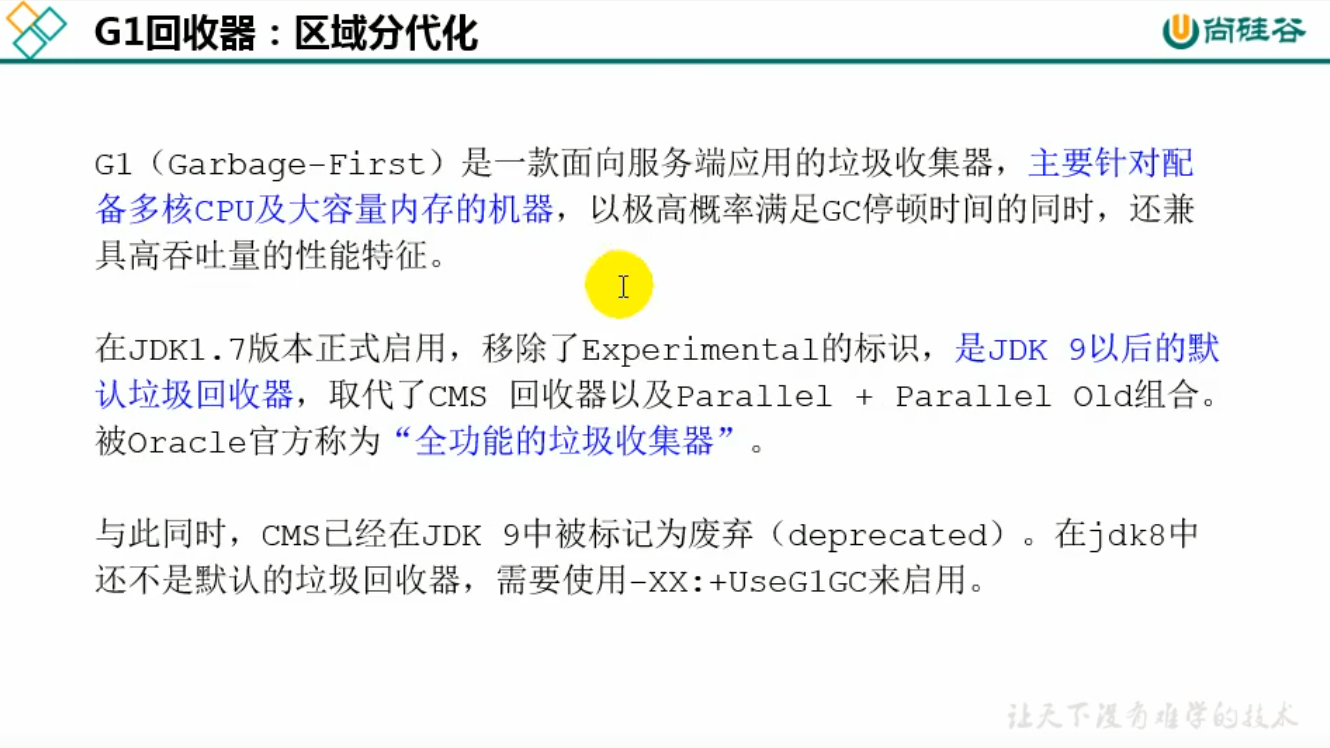 G1回收器：区域分代化
尚硅谷
G1（Garbage-First）是一款面向服务端应用的垃圾收集器，主要针对配
备多核CPU及大容量内存的机器，以极高概率满足GC停顿时间的同时，还兼
具高吞吐量的性能特征。
在JDK1.7版本正式启用，移除了Experimental的标识，是JDK 9以后的默
认垃圾回收器，取代了CMS 回收器以及Parallel + Parallel Old组合。
被Oracle官方称为“全功能的垃圾收集器”。
与此同时，CMS已经在JDK 9中被标记为废弃（deprecated）。在jdk8中
还不是默认的垃圾回收器，需要使用-XX:+UseG1GC来启用。
让天下没有难学的技术